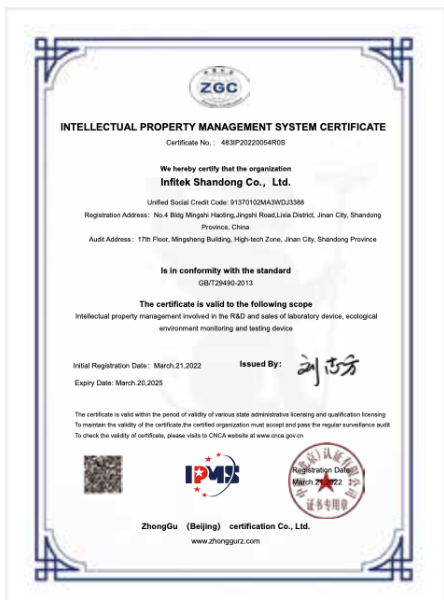 ZGC
INTELLECTUAL PROPERTY MANAGEMENT SYSTEM CERTIFICATE
Certificate No. : 483IP20220054R0S
We hereby certify that the organization
Infitek Shandong Co., Ltd.
Unified Social Credit Code: 91370102MA3WDJ3388
Registration Address: No.4 Bldg Mingshi Haoting,Jingshi Road,Lixia District, Jinan City, Shandong
Province, China
Audit Address: 17th Floor, Mingsheng Building, High-tech Zone, Jinan City, Shandong Province
Is in conformity with the standard
GB/T29490-2013
The certificate is valid to the following scope
Intellectual property management involved in the R&D and sales of laboratory device, ecological
environment monitoring and testing device
Initial Registration Date: March.21,2022
Issued By:
Expiry Date: March.20,2025
The certificate is valid within the period of validity of various state administrativa licensing and qualification licensing
To maintain the validity of the certificate,the certified organization must accept and pass the regular surveillance audit
To check the validity of certificate, please visits to CNCA website at www.cnca.gov.cn
IPMS
Registration Date:
March.21,2022
证书专用章
ZhongGu (Beijing) certification Co., Ltd.
www.zhonggurz.com